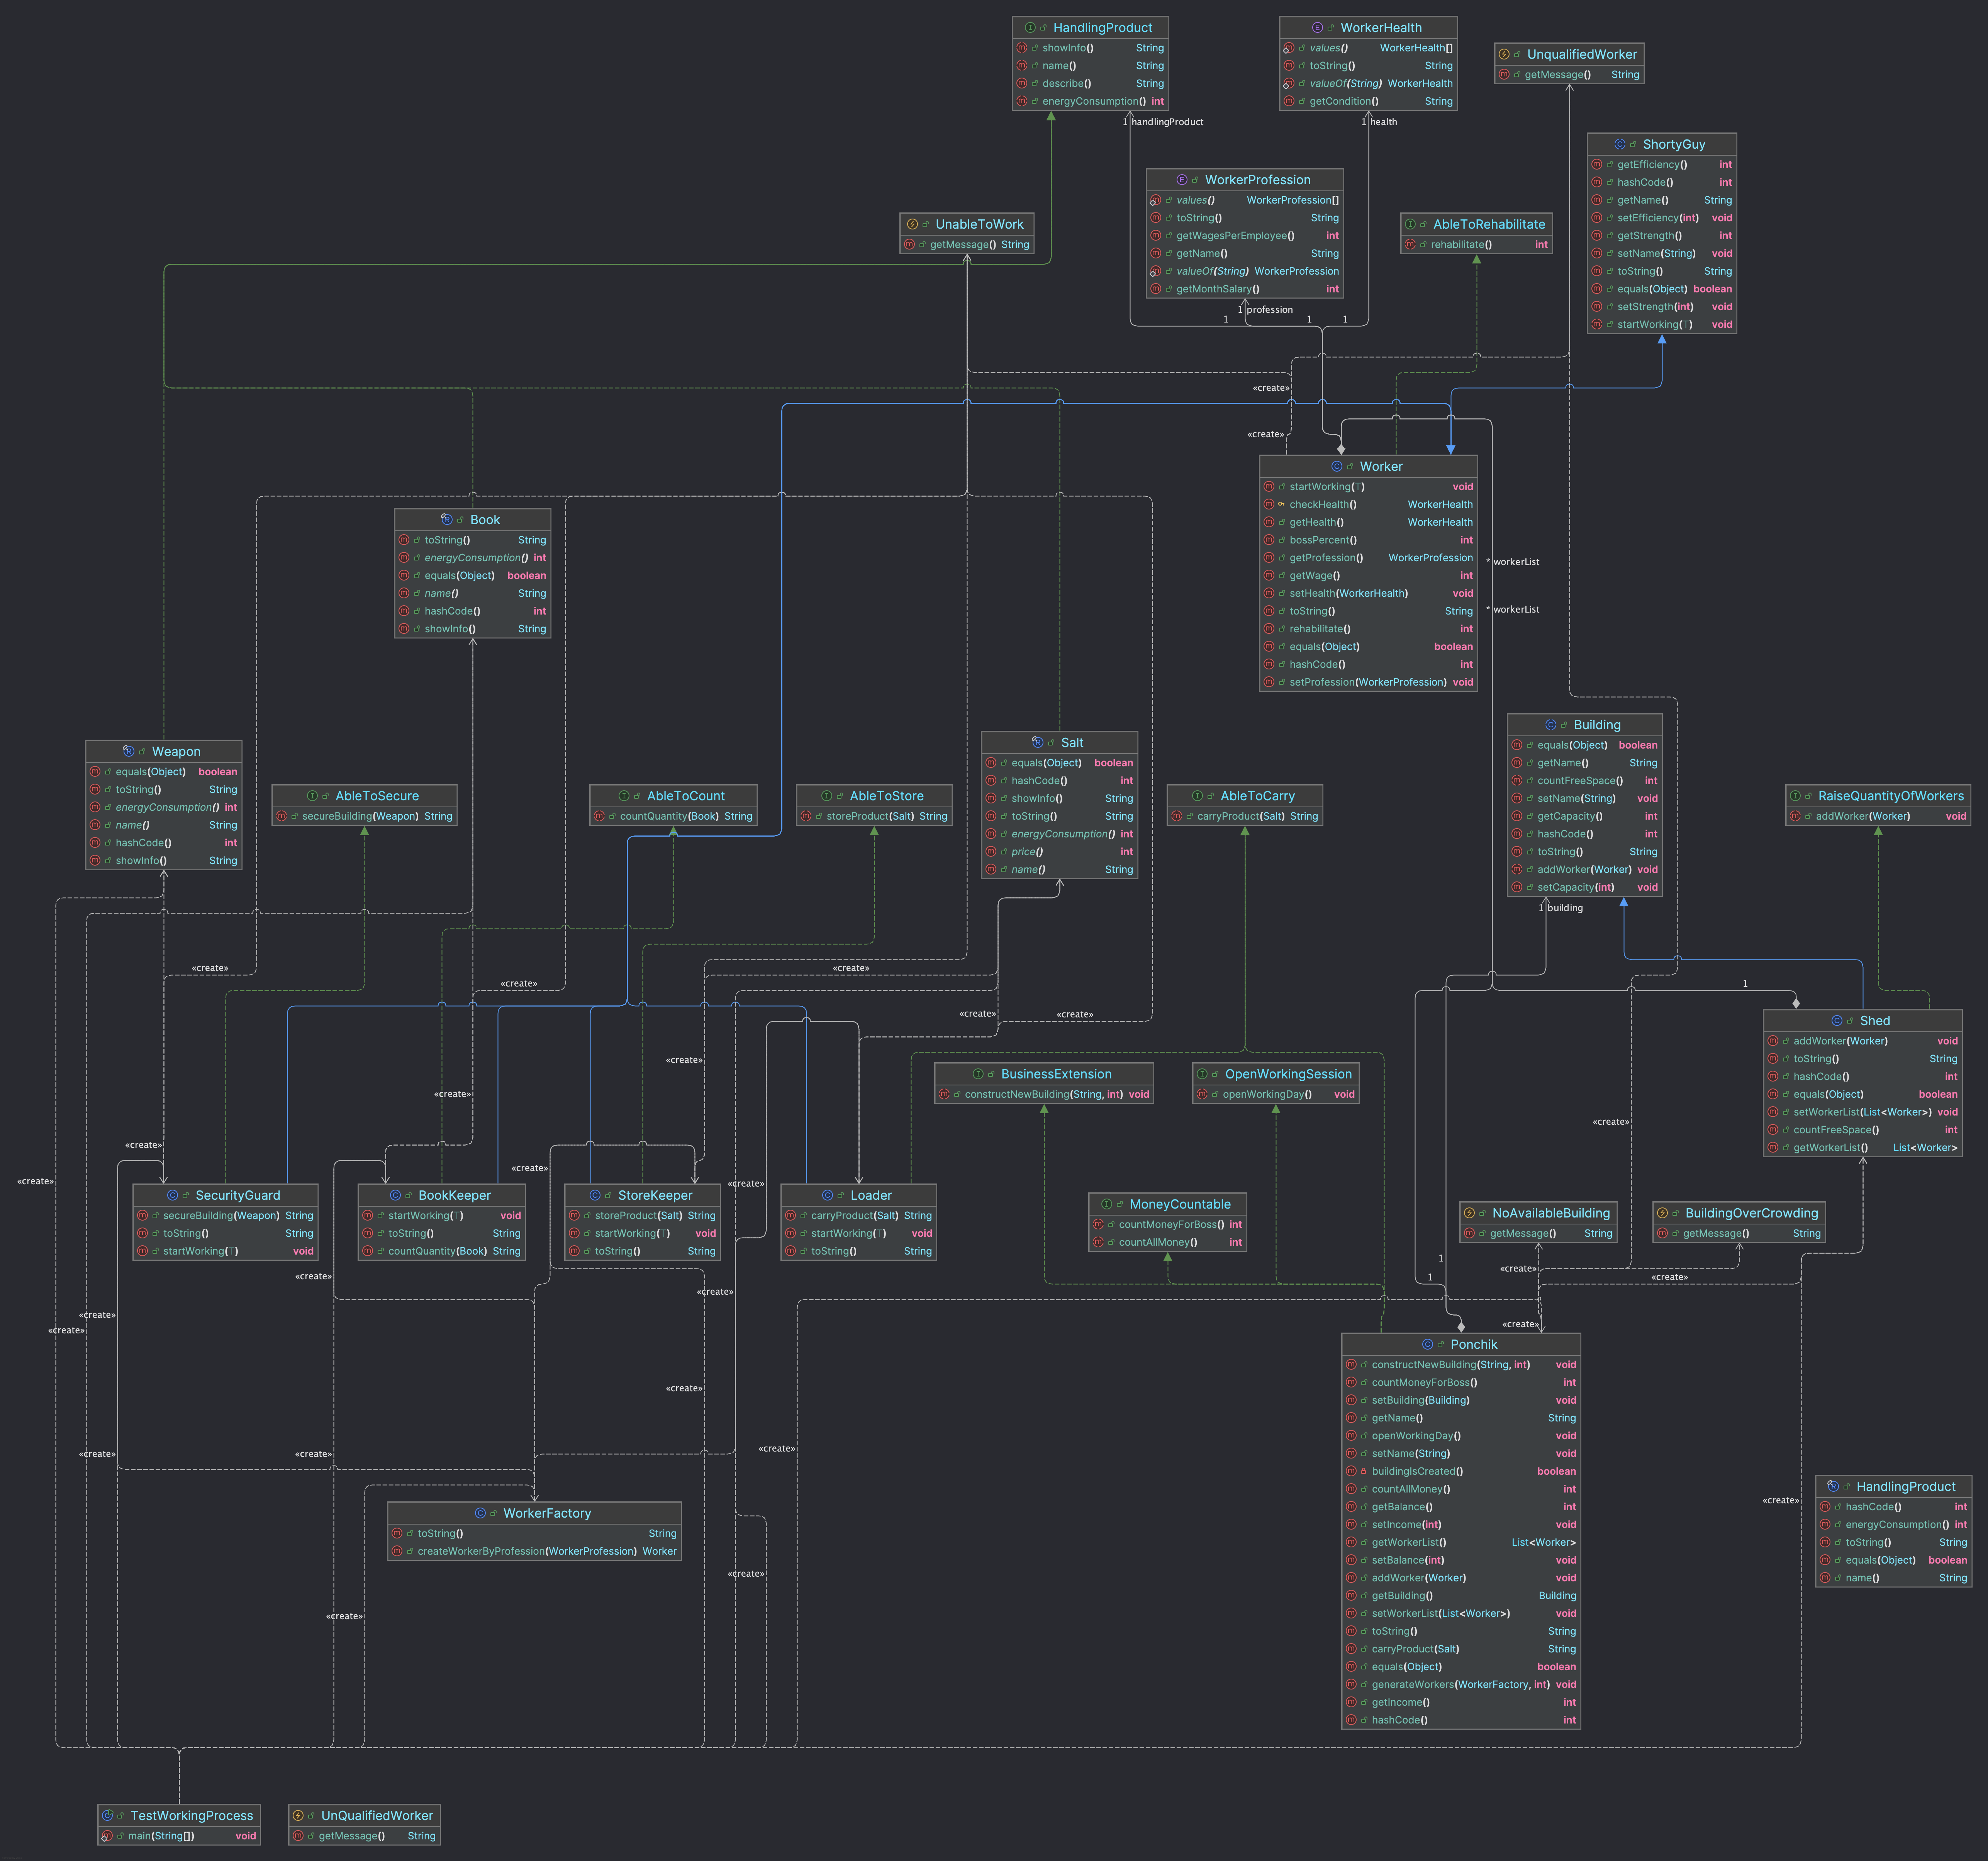 HandlingProduct
showInfo() String
name() String
describe() String
energyConsumption() int
1 handlingProduct
WorkerHealth
values() WorkerHealth[]
toString() String
valueOf(String) WorkerHealth
getCondition() String
1 health
UnqualifiedWorker
getMessage() String
ShortyGuy
getEfficiency() int
hashCode() int
getName() String
setEfficiency(int) void
getStrength() int
setName(String) void
toString() String
equals(Object) boolean
setStrength(int) void
startWorking(T) void
WorkerProfession
values() WorkerProfession[]
toString() String
getWagesPerEmployee() int
getName() String
valueOf(String) WorkerProfession
getMonthSalary() int
1 profession
1
1
1
UnableToWork
getMessage() String
AbleToRehabilitate
rehabilitate() int
«create»
«create»
Worker
startWorking(T) void
checkHealth() WorkerHealth
getHealth() WorkerHealth
bossPercent() int
getProfession() WorkerProfession
getWage() int
setHealth(WorkerHealth) void
toString() String
rehabilitate() int
equals(Object) boolean
hashCode() int
setProfession(WorkerProfession) void
* workerList
* workerList
Book
toString() String
energyConsumption() int
equals(Object) boolean
name() String
hashCode() int
showInfo() String
Weapon
equals(Object) boolean
toString() String
energyConsumption() int
name() String
hashCode() int
showInfo() String
AbleToSecure
secureBuilding(Weapon) String
AbleToCount
countQuantity(Book) String
AbleToStore
storeProduct(Salt) String
Salt
equals(Object) boolean
hashCode() int
showInfo() String
toString() String
energyConsumption() int
price() int
name() String
AbleToCarry
carryProduct(Salt) String
Building
equals(Object) boolean
getName() String
countFreeSpace() int
setName(String) void
getCapacity() int
hashCode() int
toString() String
addWorker(Worker) void
setCapacity(int) void
1 building
RaiseQuantityOfWorkers
addWorker(Worker) void
«create»
«create»
«create»
1
«create»
«create»
«create»
«create»
«create»
«create»
Shed
addWorker(Worker) void
toString() String
hashCode() int
equals(Object) boolean
setWorkerList(List<Worker>) void
countFreeSpace() int
getWorkerList() List<Worker>
BusinessExtension
constructNewBuilding(String, int) void
OpenWorkingSession
openWorkingDay() void
«create»
«create»
«create»
SecurityGuard
secureBuilding(Weapon) String
toString() String
startWorking(T) void
BookKeeper
startWorking(T) void
toString() String
countQuantity(Book) String
StoreKeeper
storeProduct(Salt) String
startWorking(T) void
toString() String
Loader
carryProduct(Salt) String
startWorking(T) void
toString() String
MoneyCountable
countMoneyForBoss() int
countAllMoney() int
NoAvailableBuilding
getMessage() String
BuildingOverCrowding
getMessage() String
1
1
«create»
«create»
«create»
«create»
«create»
«create»
«create»
«create»
«create»
«create»
«create»
«create»
Ponchik
constructNewBuilding(String, int) void
countMoneyForBoss() int
setBuilding(Building) void
getName() String
openWorkingDay() void
setName(String) void
buildingIsCreated() boolean
countAllMoney() int
getBalance() int
setIncome(int) void
getWorkerList() List<Worker>
setBalance(int) void
addWorker(Worker) void
getBuilding() Building
setWorkerList(List<Worker>) void
toString() String
carryProduct(Salt) String
equals(Object) boolean
generateWorkers(WorkerFactory, int) void
getIncome() int
hashCode() int
WorkerFactory
toString() String
createWorkerByProfession(WorkerProfession) Worker
«create»
«create»
«create»
HandlingProduct
hashCode() int
energyConsumption() int
toString() String
equals(Object) boolean
name() String
TestWorkingProcess
main(String[]) void
UnQualifiedWorker
getMessage() String